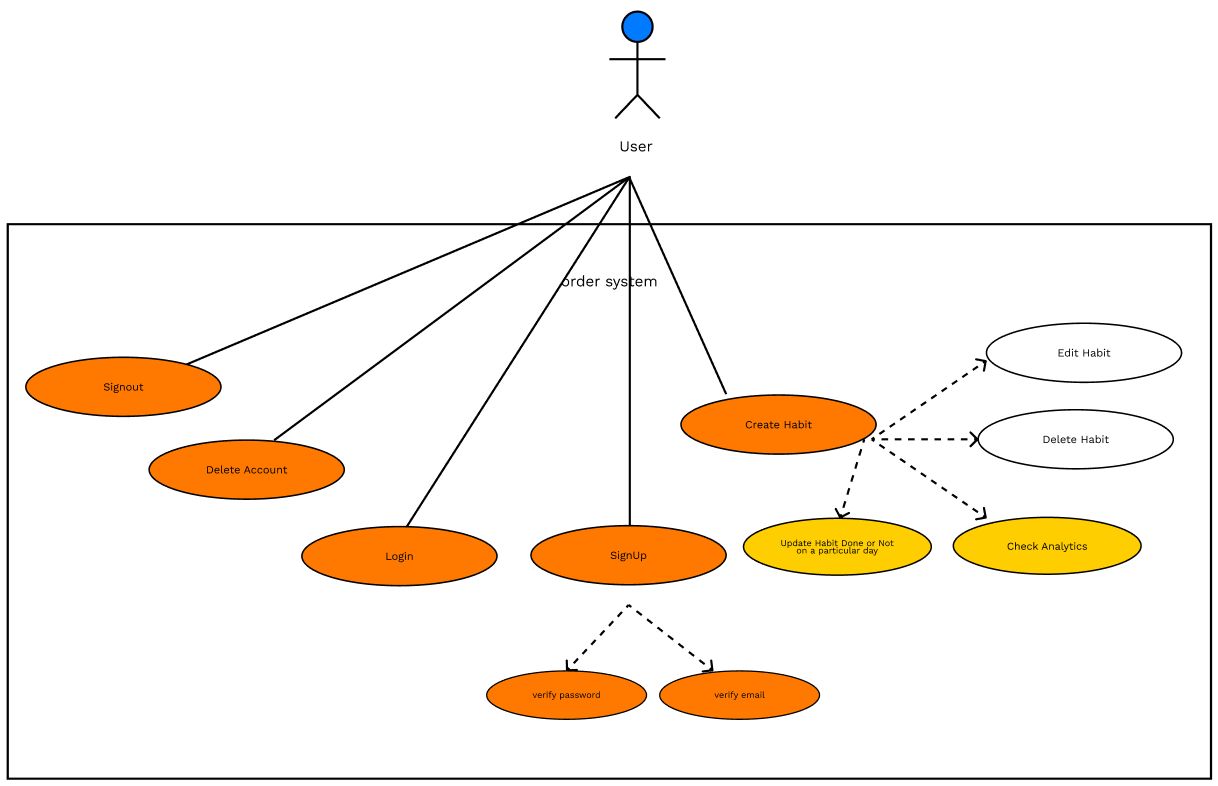 User
order system
Edit Habit
Signout
Create Habit
Delete Habit
Delete Account
Update Habit Done or Not
on a particular day
Check Analytics
Login
SignUp
verify password
verify email